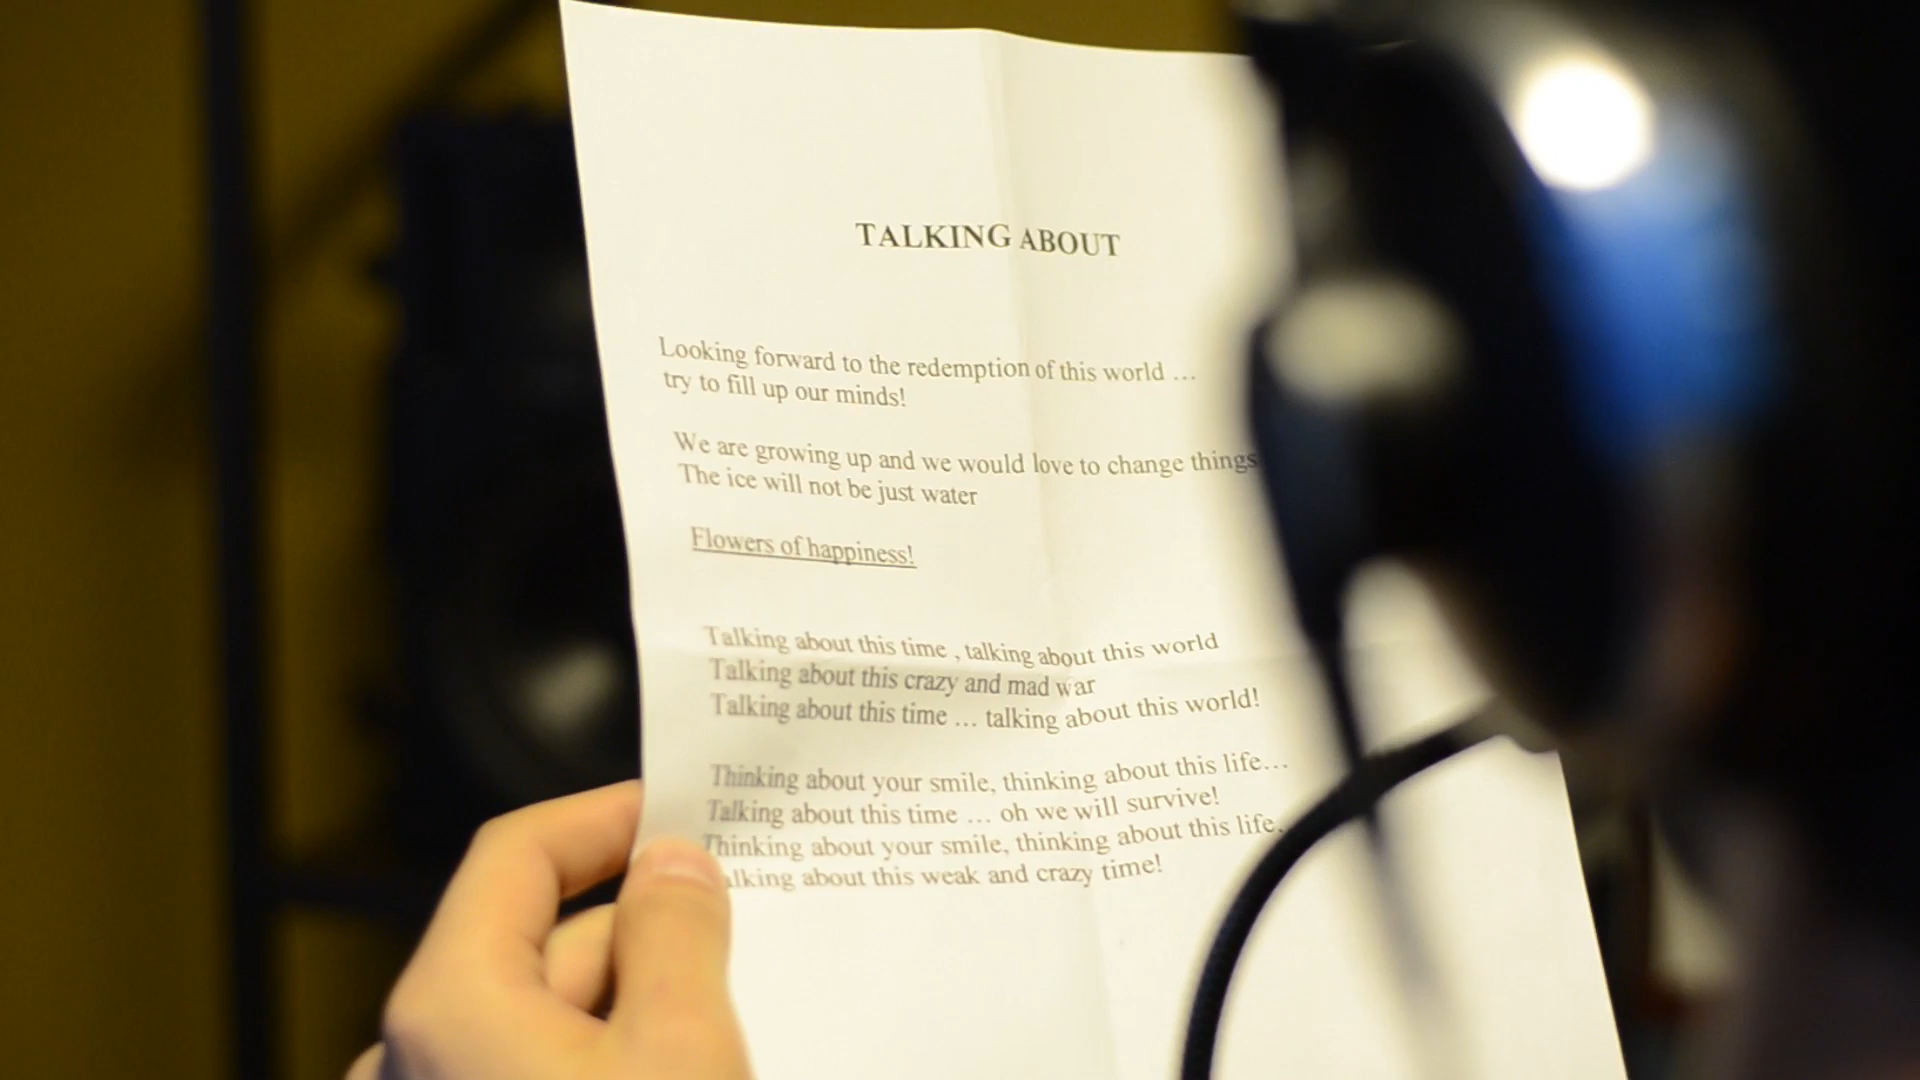 TALKING ABOUT
Looking forward to the redemption of this world ...
try to fill up our minds!
We are growing up and we would love to change things
The ice will not be just water
Flowers of happiness!
Talking about this time , talking about this world
Talking about this crazy and mad war
Talking about this time ... talking about this world!
Thinking about your smile, thinking about this life...
Talking about this time ... oh we will survive!
Thinking about your smile, thinking about this life.
alking about this weak and crazy time!